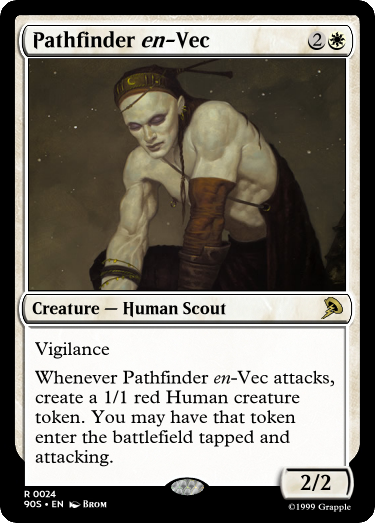 Pathfinder en-Vec 2
Creature — Human Scout
Vigilance
Whenever Pathfinder en-Vec attacks,
create a 1/1 red Human creature
token. You may have that token
enter the battlefield tapped and
attacking.
2/2
R 0024
90S • EN BROM
©1999 Grapple